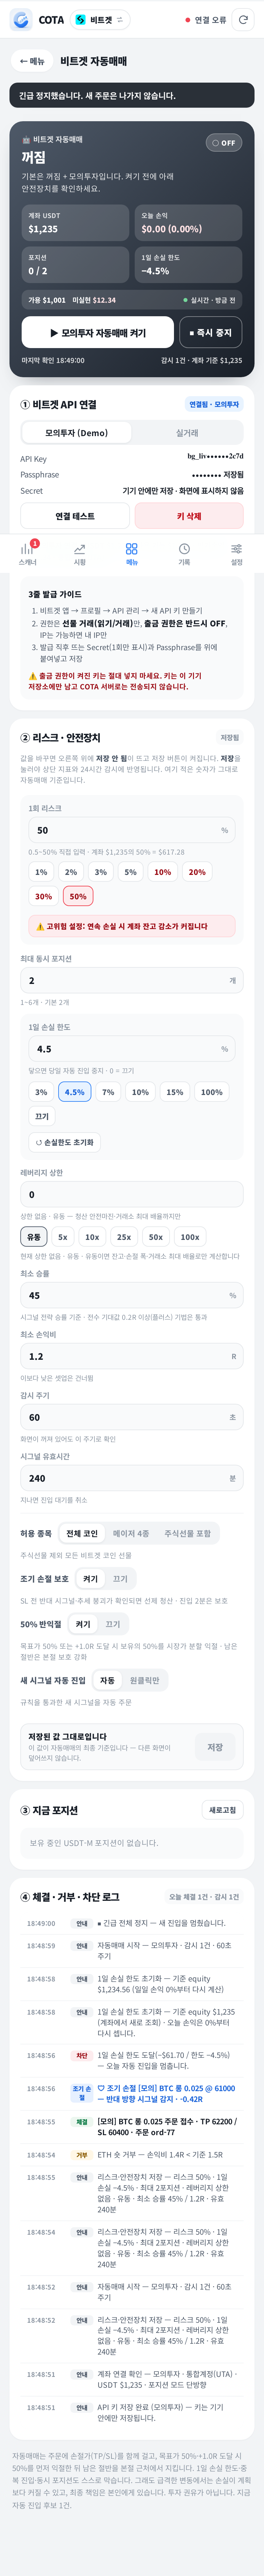 COTA
비트겟
연결 오류
← 메뉴
비트겟 자동매매
긴급 정지했습니다. 새 주문은 나가지 않습니다.
비트겟 자동매매
OFF
꺼짐
기본은 꺼짐 + 모의투자입니다. 켜기 전에 아래
안전장치를 확인하세요.
계좌 USDT
$1,235
오늘 손익
$0.00 (0.00%)
포지션
0 / 2
1일 손실 한도
−4.5%
가용 $1,001 미실현 $12.34
실시간 · 방금 전
▶ 모의투자 자동매매 켜기
■ 즉시 중지
마지막 확인 18:49:00
감시 1건 · 계좌 기준 $1,235
① 비트겟 API 연결
연결됨 · 모의투자
모의투자 (Demo)
실거래
API Key
bg_liv••••••2c7d
Passphrase
•••••••• 저장됨
Secret
기기 안에만 저장 · 화면에 표시하지 않음
연결 테스트
키 삭제
1
스캐너
시황
메뉴
기록
설정
3줄 발급 가이드
1. 비트겟 앱 → 프로필 → API 관리 → 새 API 키 만들기
2. 권한은 선물 거래(읽기/거래)만, 출금 권한은 반드시 OFF,
IP는 가능하면 내 IP만
3. 발급 직후 뜨는 Secret(1회만 표시)과 Passphrase를 위에
붙여넣고 저장
⚠️ 출금 권한이 켜진 키는 절대 넣지 마세요. 키는 이 기기
저장소에만 남고 COTA 서버로는 전송되지 않습니다.
② 리스크 · 안전장치
저장됨
값을 바꾸면 오른쪽 위에 저장 안 됨이 뜨고 저장 버튼이 켜집니다. 저장을
눌러야 상단 지표와 24시간 감시에 반영됩니다. 여기 적은 숫자가 그대로
자동매매 기준입니다.
1회 리스크
50
%
0.5~50% 직접 입력 · 계좌 $1,235의 50% = $617.28
1%
2%
3%
5%
10%
20%
30%
50%
⚠️ 고위험 설정: 연속 손실 시 계좌 잔고 감소가 커집니다
최대 동시 포지션
2
개
1~6개 · 기본 2개
1일 손실 한도
4.5
%
닿으면 당일 자동 진입 중지 · 0 = 끄기
3%
4.5%
7%
10%
15%
100%
끄기
손실한도 초기화
레버리지 상한
0
상한 없음 · 유동 — 청산 안전마진·거래소 최대 배율까지만
유동
5x
10x
25x
50x
100x
현재 상한 없음 · 유동 · 유동이면 잔고·손절 폭·거래소 최대 배율로만 계산합니다
최소 승률
45
%
시그널 전략 승률 기준 · 천수 기대값 0.2R 이상(플러스) 기법은 통과
최소 손익비
1.2
R
이보다 낮은 셋업은 건너뜀
감시 주기
60
초
화면이 꺼져 있어도 이 주기로 확인
시그널 유효시간
240
분
지나면 진입 대기를 취소
허용 종목
전체 코인
메이저 4종
주식선물 포함
주식선물 제외 모든 비트겟 코인 선물
조기 손절 보호
켜기
끄기
SL 전 반대 시그널·추세 붕괴가 확인되면 선제 청산 · 진입 2분은 보호
50% 반익절
켜기
끄기
목표가 50% 또는 +1.0R 도달 시 보유의 50%를 시장가 분할 익절 · 남은
절반은 본절 보호 강화
새 시그널 자동 진입
자동
원클릭만
규칙을 통과한 새 시그널을 자동 주문
저장된 값 그대로입니다
이 값이 자동매매의 최종 기준입니다 — 다른 화면이
덮어쓰지 않습니다.
저장
③ 지금 포지션
새로고침
보유 중인 USDT-M 포지션이 없습니다.
④ 체결 · 거부 · 차단 로그
오늘 체결 1건 · 감시 1건
18:49:00 안내 ■ 긴급 전체 정지 — 새 진입을 멈췄습니다.
18:48:59 안내 자동매매 시작 — 모의투자 · 감시 1건 · 60초
주기
18:48:58 안내 1일 손실 한도 초기화 — 기준 equity
$1,234.56 (일일 손익 0%부터 다시 계산)
18:48:58 안내 1일 손실 한도 초기화 — 기준 equity $1,235
(계좌에서 새로 조회) · 오늘 손익은 0%부터
다시 셉니다.
18:48:56 차단 1일 손실 한도 도달(−$61.70 / 한도 −4.5%)
— 오늘 자동 진입을 멈춥니다.
18:48:56 조기 손절 조기 손절 [모의] BTC 롱 0.025 @ 61000
— 반대 방향 시그널 감지 · -0.42R
18:48:55 체결 [모의] BTC 롱 0.025 주문 접수 · TP 62200 /
SL 60400 · 주문 ord-77
18:48:54 거부 ETH 숏 거부 — 손익비 1.4R < 기준 1.5R
18:48:55 안내 리스크·안전장치 저장 — 리스크 50% · 1일
손실 −4.5% · 최대 2포지션 · 레버리지 상한
없음 · 유동 · 최소 승률 45% / 1.2R · 유효
240분
18:48:54 안내 리스크·안전장치 저장 — 리스크 50% · 1일
손실 −4.5% · 최대 2포지션 · 레버리지 상한
없음 · 유동 · 최소 승률 45% / 1.2R · 유효
240분
18:48:52 안내 자동매매 시작 — 모의투자 · 감시 1건 · 60초
주기
18:48:52 안내 리스크·안전장치 저장 — 리스크 50% · 1일
손실 −4.5% · 최대 2포지션 · 레버리지 상한
없음 · 유동 · 최소 승률 45% / 1.2R · 유효
240분
18:48:51 안내 계좌 연결 확인 — 모의투자 · 통합계정(UTA) ·
USDT $1,235 · 포지션 모드 단방향
18:48:51 안내 API 키 저장 완료 (모의투자) — 키는 기기
안에만 저장됩니다.
자동매매는 주문에 손절가(TP/SL)를 함께 걸고, 목표가 50%·+1.0R 도달 시
50%를 먼저 익절한 뒤 남은 절반을 본절 근처에서 지킵니다. 1일 손실 한도·중
복 진입·동시 포지션도 스스로 막습니다. 그래도 급격한 변동에서는 손실이 계획
보다 커질 수 있고, 최종 책임은 본인에게 있습니다. 투자 권유가 아닙니다. 지금
자동 진입 후보 1건.